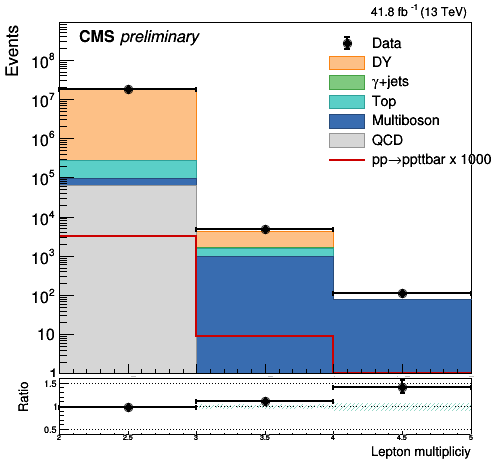 41.8 fb⁻¹ (13 TeV)
CMS preliminary
Events
Data
DY
γ+jets
Top
Multiboson
QCD
pp→ppttbar x 1000
10⁸
10⁷
10⁶
10⁵
10⁴
10³
10²
10
1
Ratio
1.5
1
0.5
2 2.5 3 3.5 4 4.5 5
Lepton multipliciy